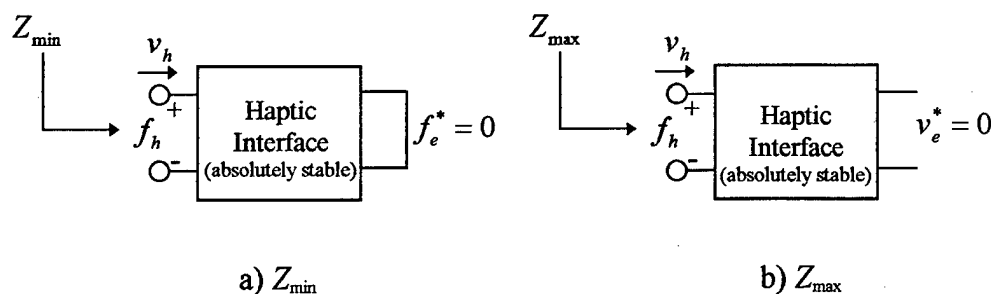 Z_min
v_h
+
f_h
-
Haptic
Interface
(absolutely stable)
f_e^* = 0
a) Z_min
Z_max
v_h
+
f_h
-
Haptic
Interface
(absolutely stable)
v_e^* = 0
b) Z_max